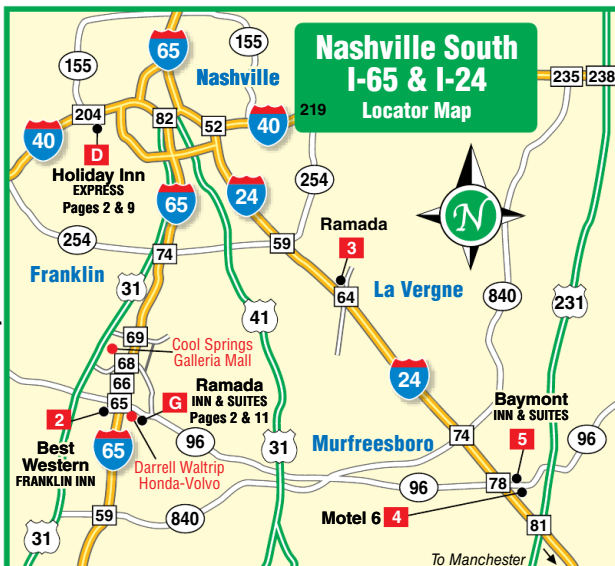 Nashville South
I-65 & I-24
Locator Map
155
65
155
Nashville
235
238
204
82
52
40
219
40
D
Holiday Inn
EXPRESS
Pages 2 & 9
65
24
254
254
74
59
Ramada
3
Franklin
31
64
La Vergne
840
231
N
41
69
Cool Springs
Galleria Mall
68
66
65
24
2
G
Ramada
INN & SUITES
Pages 2 & 11
Baymont
INN & SUITES
5
Best
Western
FRANKLIN INN
65
Darrell Waltrip
Honda-Volvo
96
31
Murfreesboro
74
96
96
78
Motel 6
4
59
840
81
31
To Manchester